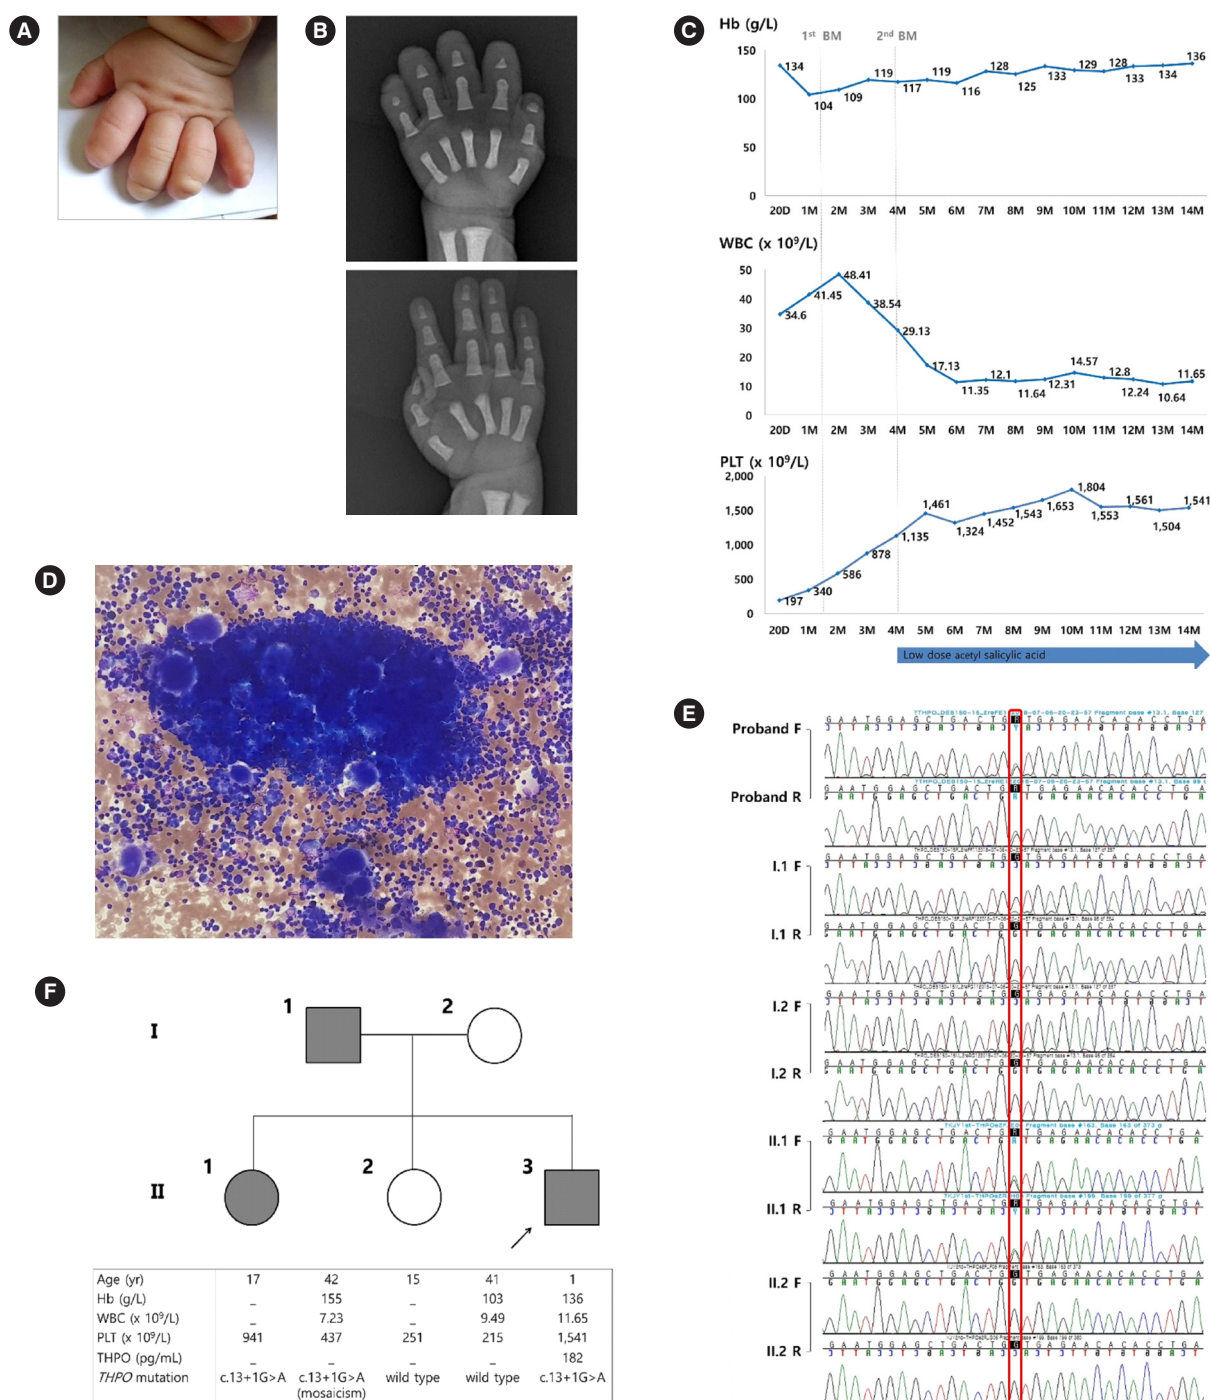 A
B
C
Hb (g/L)
1st BM
2nd BM
150
100
50
0
134
104
109
119
117
119
116
128
125
133
129
128
133
134
136
20D 1M 2M 3M 4M 5M 6M 7M 8M 9M 10M 11M 12M 13M 14M
WBC (x 10⁹/L)
50
40
30
20
10
0
34.6
41.45
48.41
38.54
29.13
17.13
11.35
12.1
11.64
12.31
14.57
12.8
12.24
10.64
11.65
20D 1M 2M 3M 4M 5M 6M 7M 8M 9M 10M 11M 12M 13M 14M
PLT (x 10⁹/L)
2,000
1,500
1,000
500
0
197
340
586
878
1,135
1,461
1,324
1,452
1,543
1,653
1,804
1,553
1,561
1,504
1,541
20D 1M 2M 3M 4M 5M 6M 7M 8M 9M 10M 11M 12M 13M 14M
Low dose acetyl salicylic acid
D
E
Proband F
G A A T G G A G C T G A C T G R T G A G A A C A C A C C T G A
Proband R
G A A T G G A G C T G A C T G R T G A G A A C A C A C C T G A
I.1 F
G A A T G G A G C T G A C T G G T G A G A A C A C A C C T G A
I.1 R
G A A T G G A G C T G A C T G G T G A G A A C A C A C C T G A
I.2 F
G A A T G G A G C T G A C T G G T G A G A A C A C A C C T G A
I.2 R
G A A T G G A G C T G A C T G G T G A G A A C A C A C C T G A
II.1 F
G A A T G G A G C T G A C T G R T G A G A A C A C A C C T G A
II.1 R
G A A T G G A G C T G A C T G R T G A G A A C A C A C C T G A
II.2 F
G A A T G G A G C T G A C T G G T G A G A A C A C A C C T G A
II.2 R
G A A T G G A G C T G A C T G G T G A G A A C A C A C C T G A
F
I
1
2
II
1
2
3
Age (yr) 17 42 15 41 1
Hb (g/L) – 155 – 103 136
WBC (x 10⁹/L) – 7.23 – 9.49 11.65
PLT (x 10⁹/L) 941 437 251 215 1,541
THPO (pg/mL) – – – – 182
THPO mutation c.13+1G>A c.13+1G>A wild type wild type c.13+1G>A
(mosaicism)